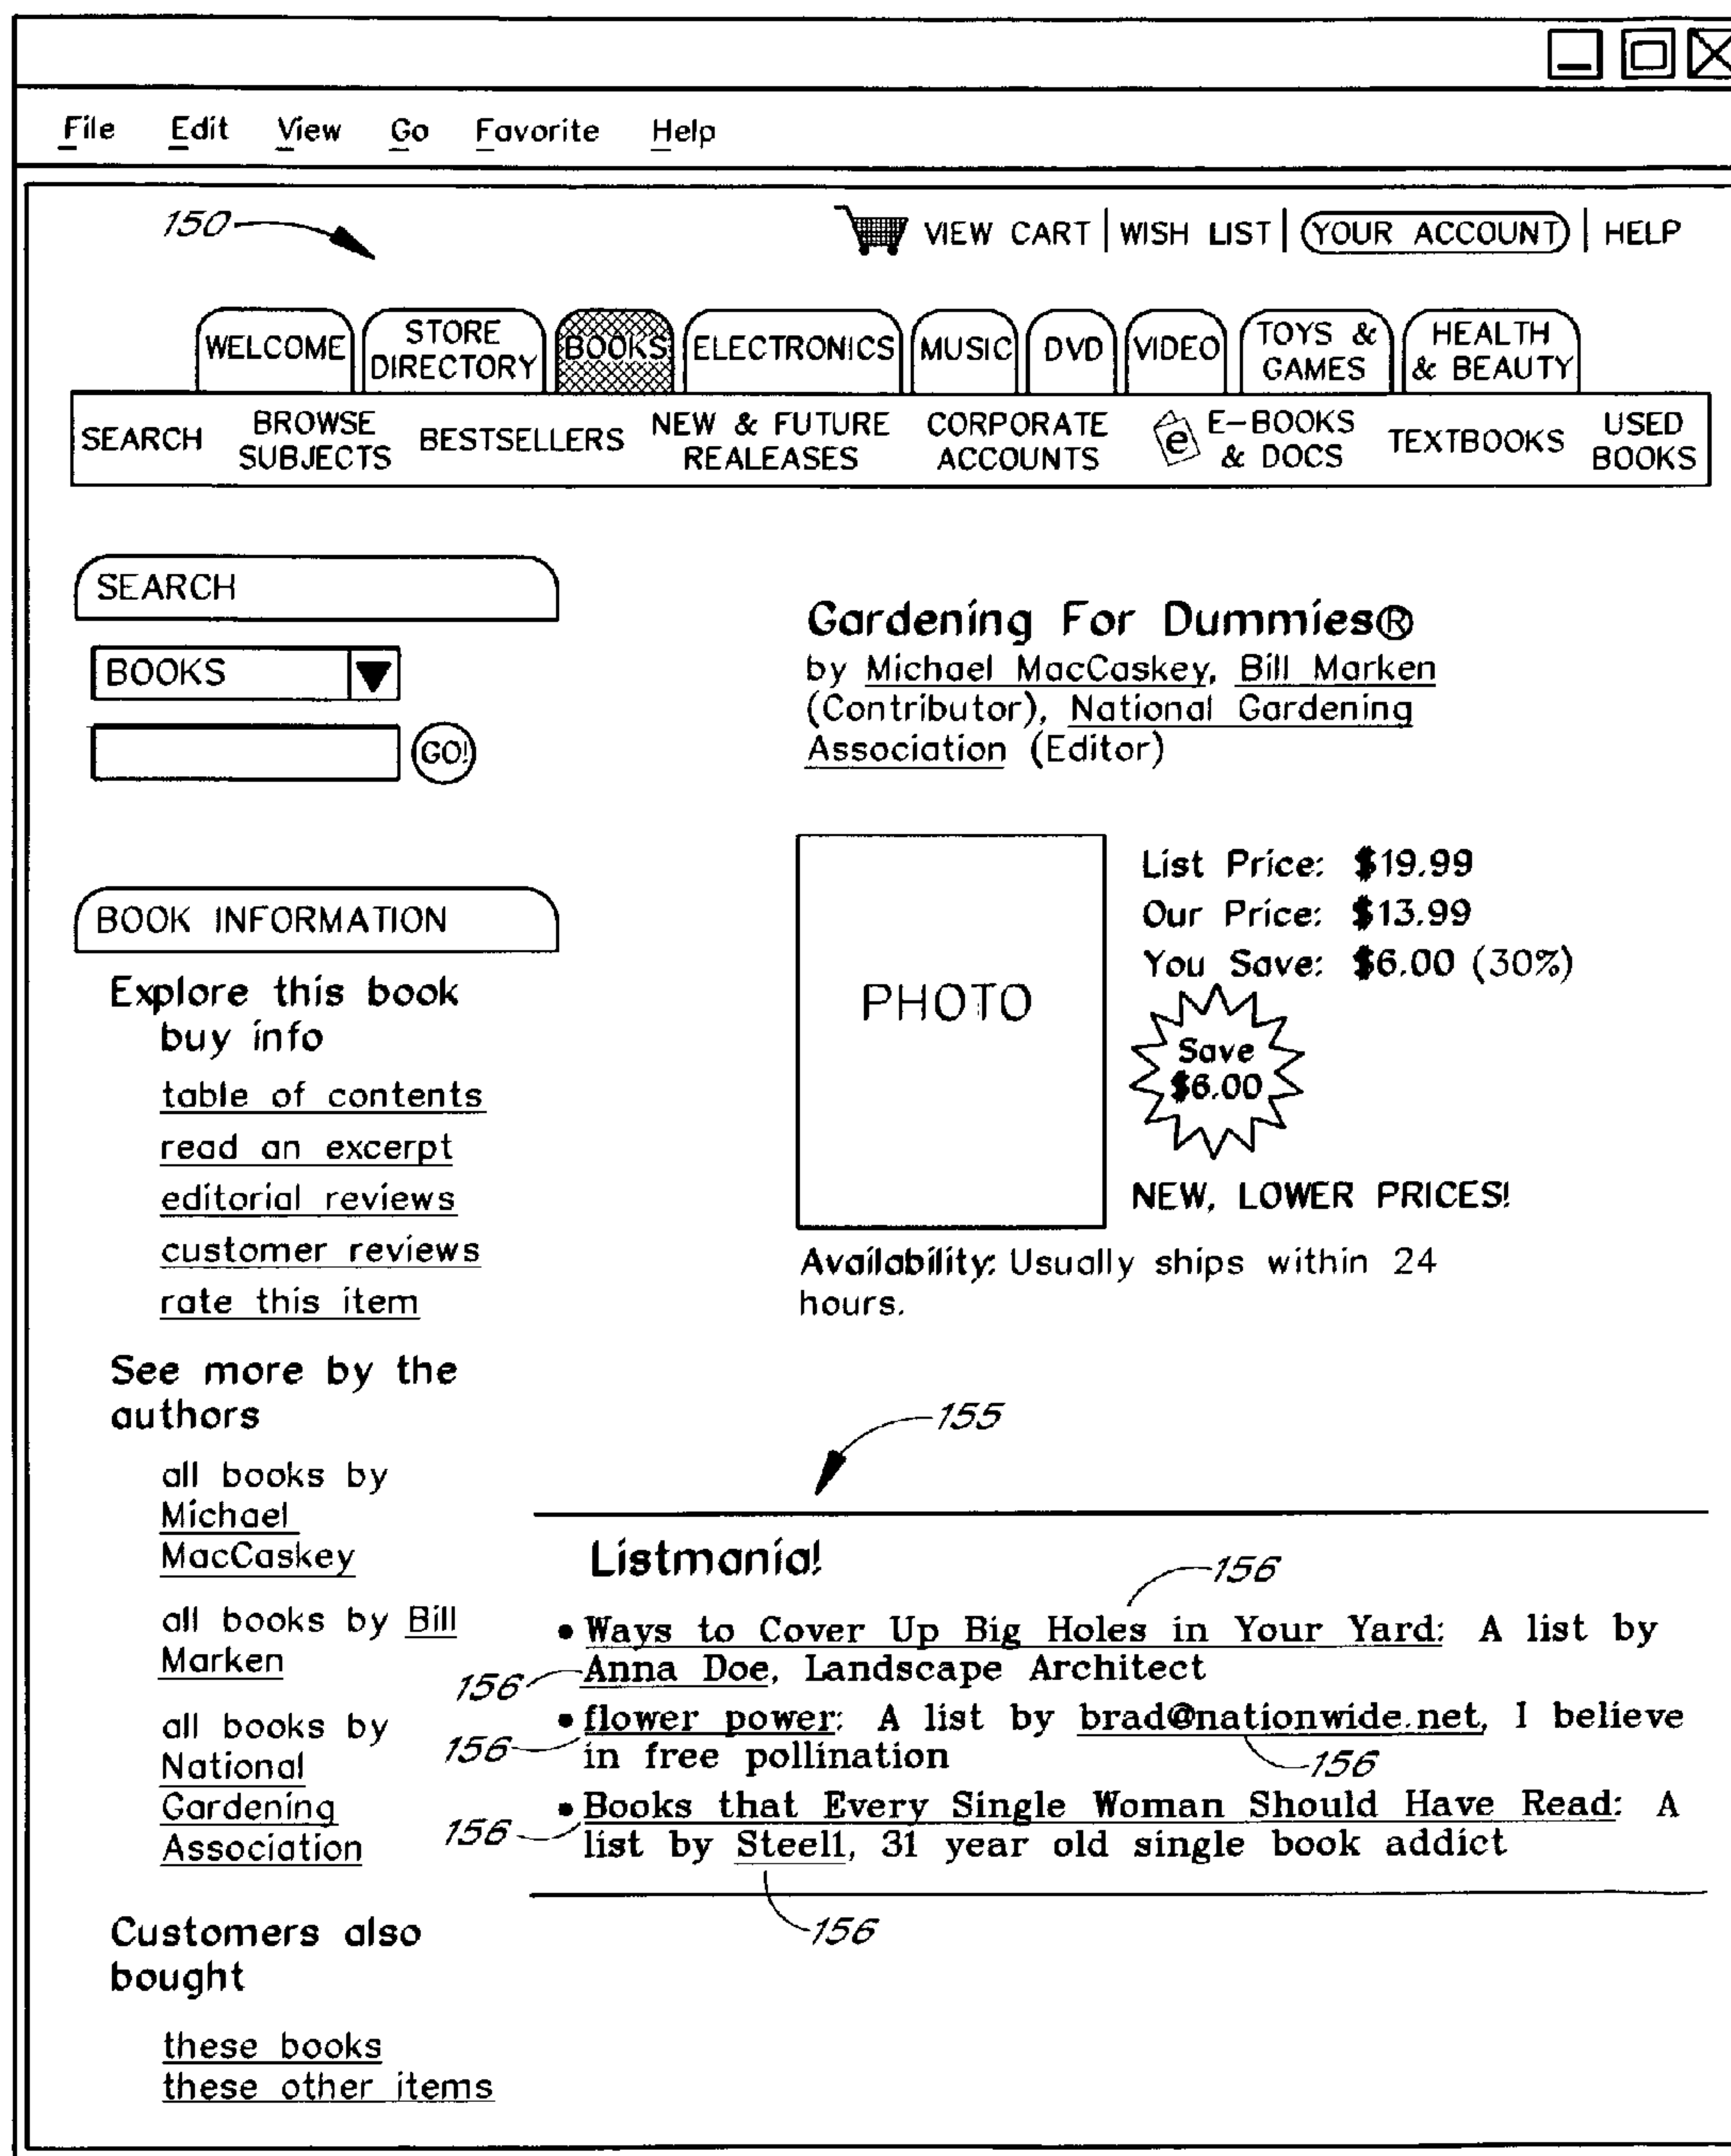 File Edit View Go Favorite Help
150
VIEW CART | WISH LIST | YOUR ACCOUNT | HELP
WELCOME
STORE
DIRECTORY
BOOKS
ELECTRONICS
MUSIC
DVD
VIDEO
TOYS &
GAMES
HEALTH
& BEAUTY
SEARCH
BROWSE
SUBJECTS
BESTSELLERS
NEW & FUTURE
REALEASES
CORPORATE
ACCOUNTS
e
E-BOOKS
& DOCS
TEXTBOOKS
USED
BOOKS
SEARCH
BOOKS
GO!
BOOK INFORMATION
Explore this book
buy info
table of contents
read an excerpt
editorial reviews
customer reviews
rate this item
See more by the
authors
all books by
Michael
MacCaskey
all books by Bill
Marken
all books by
National
Gardening
Association
Customers also
bought
these books
these other items
Gardening For Dummies®
by Michael MacCaskey, Bill Marken
(Contributor), National Gardening
Association (Editor)
PHOTO
List Price: $19.99
Our Price: $13.99
You Save: $6.00 (30%)
Save
$6.00
NEW, LOWER PRICES!
Availability: Usually ships within 24
hours.
155
Listmania!
156
• Ways to Cover Up Big Holes in Your Yard: A list by
156 Anna Doe, Landscape Architect
• flower power: A list by brad@nationwide.net, I believe
156 in free pollination
156
• Books that Every Single Woman Should Have Read: A
156 list by Steell, 31 year old single book addict
156